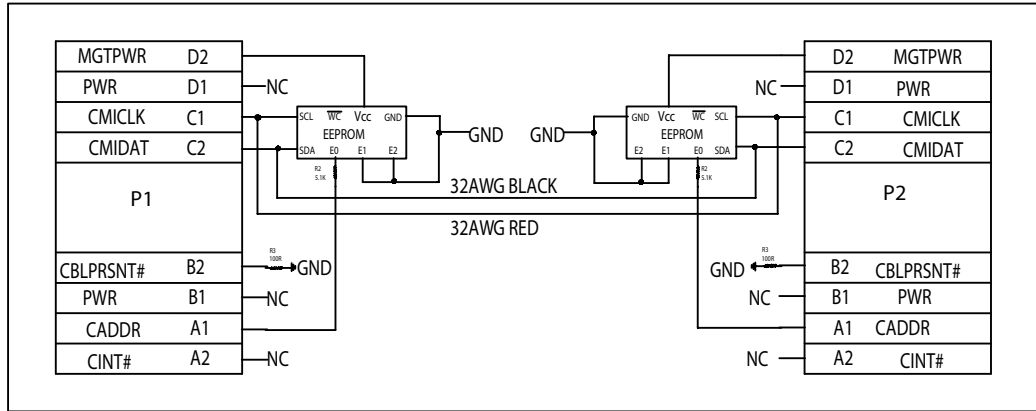 MGTPWR D2 D2 MGTPWR
PWR D1 NC NC D1 PWR
CMICLK C1 SCL WC Vcc GND GND Vcc WC SCL C1 CMICLK
EEPROM GND GND EEPROM
CMIDAT C2 SDA E0 E1 E2 E2 E1 E0 SDA C2 CMIDAT
R2 R2
5.1K 5.1K
32AWG BLACK
P1 P2
32AWG RED
R3 R3
100R 100R
CBLPRSNT# B2 GND GND B2 CBLPRSNT#
PWR B1 NC NC B1 PWR
CADDR A1 A1 CADDR
CINT# A2 NC NC A2 CINT#